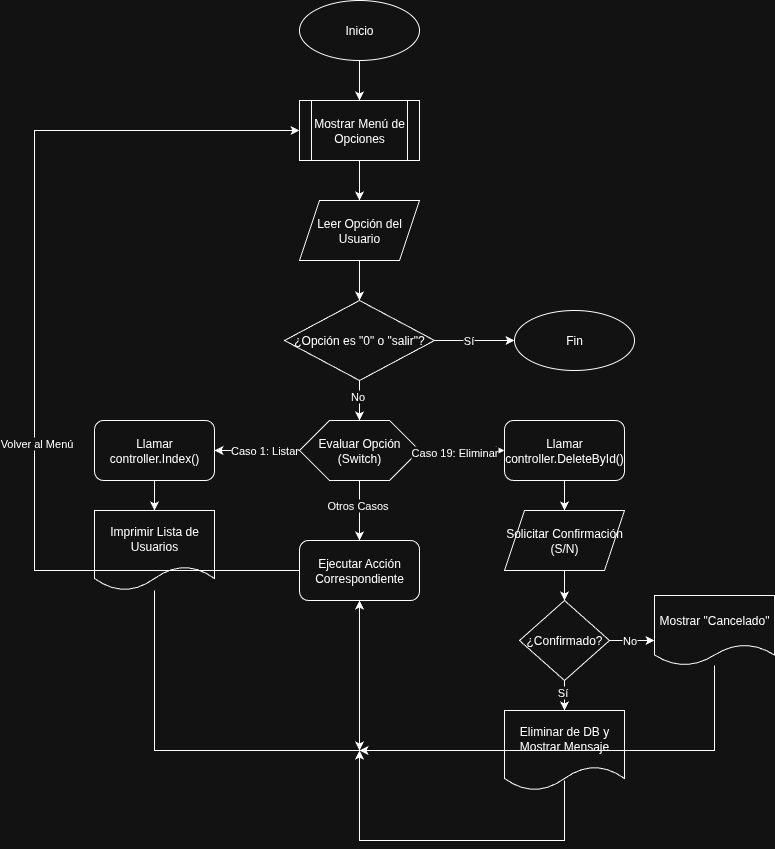 Inicio
Mostrar Menú de
Opciones
Leer Opción del
Usuario
¿Opción es "0" o "salir"?
Sí
Fin
No
Volver al Menú
Llamar
controller.Index()
Caso 1: Listar
Evaluar Opción
(Switch)
Caso 19: Eliminar
Llamar
controller.DeleteById()
Otros Casos
Imprimir Lista de
Usuarios
Solicitar Confirmación
(S/N)
Ejecutar Acción
Correspondiente
¿Confirmado?
No
Mostrar "Cancelado"
Sí
Eliminar de DB y
Mostrar Mensaje